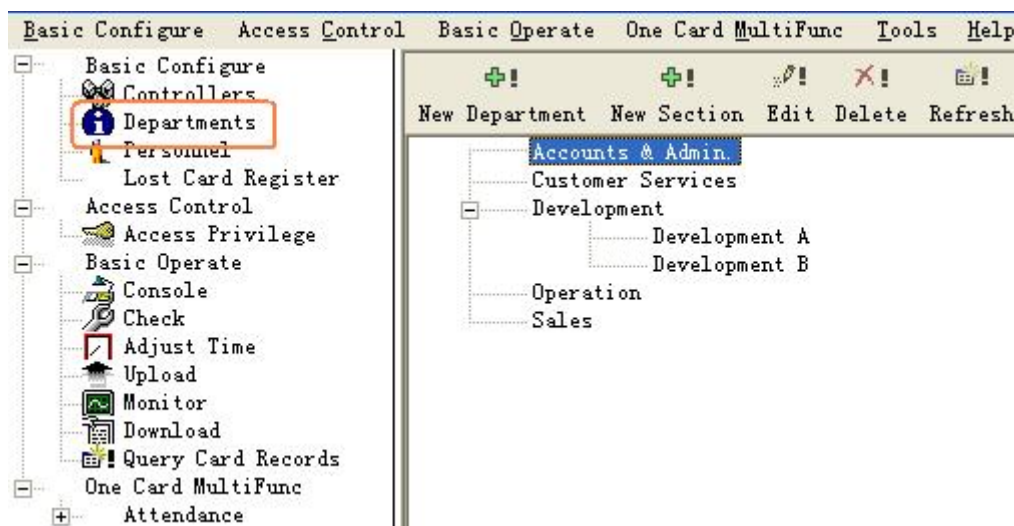 Basic Configure Access Control Basic Operate One Card MultiFunc Tools Help
Basic Configure
Controllers
Departments
Personnel
Lost Card Register
Access Control
Access Privilege
Basic Operate
Console
Check
Adjust Time
Upload
Monitor
Download
Query Card Records
One Card MultiFunc
Attendance
New Department New Section Edit Delete Refresh
Accounts & Admin.
Customer Services
Development
Development A
Development B
Operation
Sales